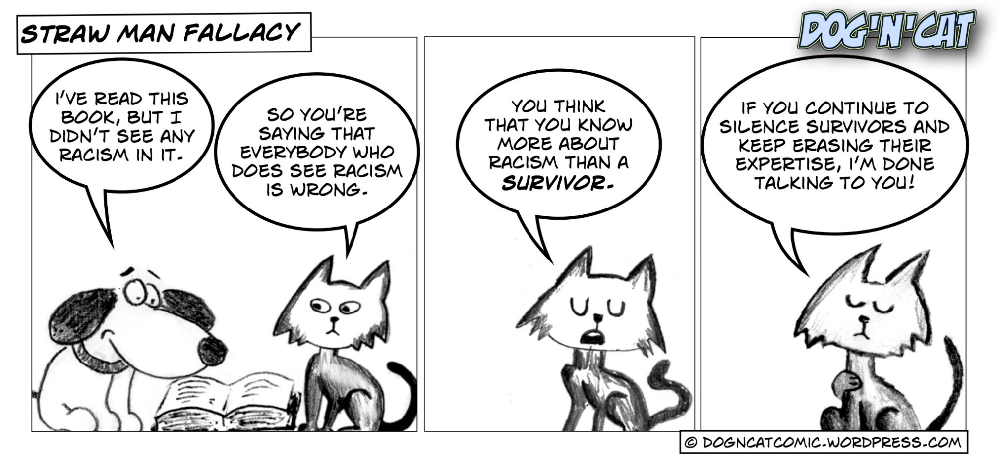 STRAW MAN FALLACY
DOG'N'CAT
I'VE READ THIS
BOOK, BUT I
DIDN'T SEE ANY
RACISM IN IT.
SO YOU'RE
SAYING THAT
EVERYBODY WHO
DOES SEE RACISM
IS WRONG.
YOU THINK
THAT YOU KNOW
MORE ABOUT
RACISM THAN A
SURVIVOR.
IF YOU CONTINUE TO
SILENCE SURVIVORS AND
KEEP ERASING THEIR
EXPERTISE, I'M DONE
TALKING TO YOU!
© DOGNCATCOMIC.WORDPRESS.COM